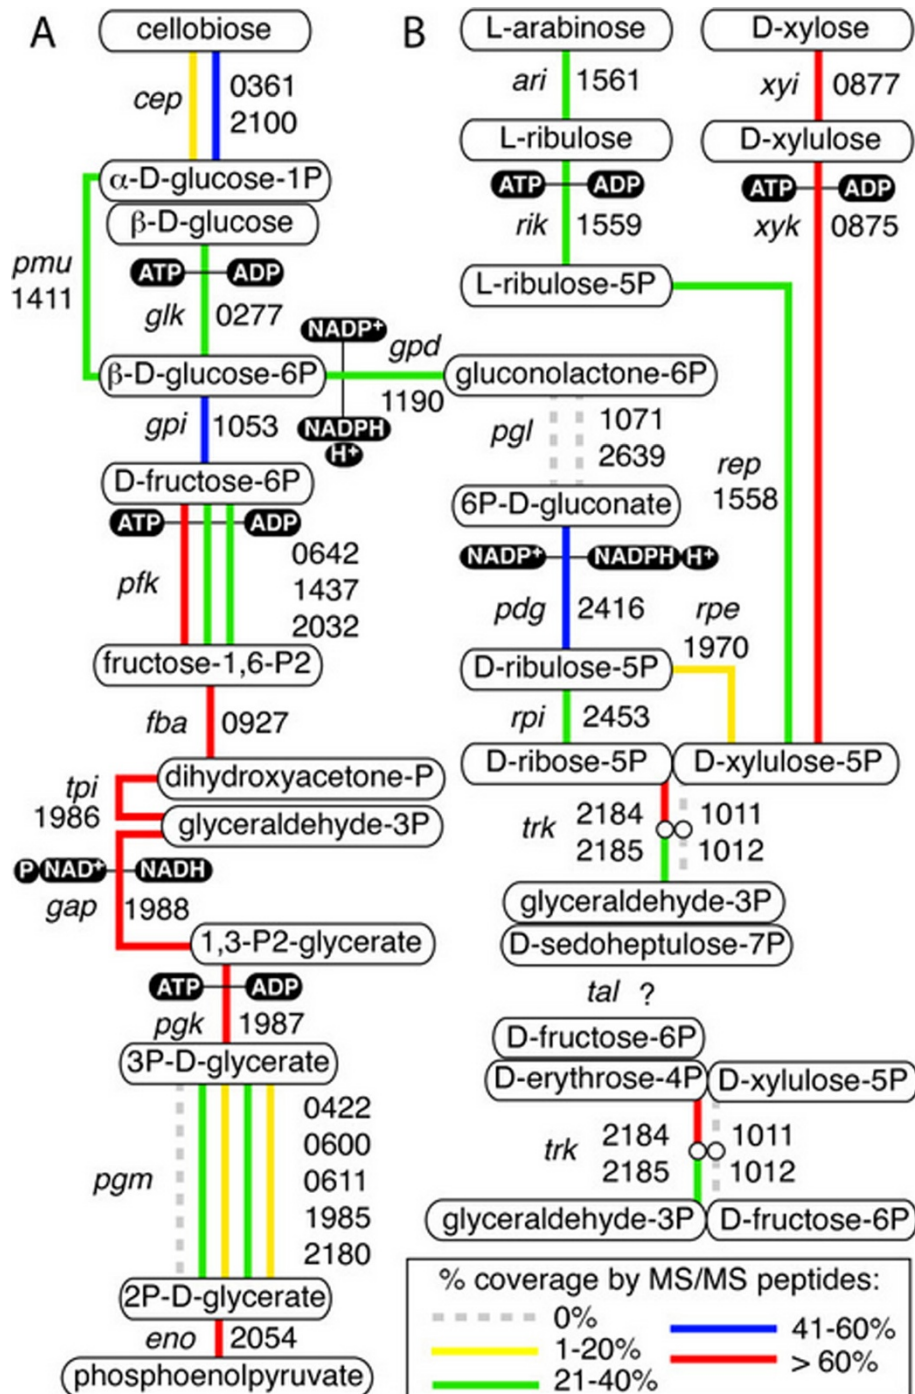 A
cellobiose
cep
0361
2100
α-D-glucose-1P
β-D-glucose
pmu
1411
ATP
ADP
glk
0277
β-D-glucose-6P
NADP+
gpd
1190
NADPH
H+
gluconolactone-6P
gpi
1053
D-fructose-6P
ATP
ADP
pfk
0642
1437
2032
fructose-1,6-P2
fba
0927
dihydroxyacetone-P
tpi
1986
glyceraldehyde-3P
P
NAD+
NADH
gap
1988
1,3-P2-glycerate
ATP
ADP
pgk
1987
3P-D-glycerate
pgm
0422
0600
0611
1985
2180
2P-D-glycerate
eno
2054
phosphoenolpyruvate
B
L-arabinose
D-xylose
ari
1561
xyi
0877
L-ribulose
D-xylulose
ATP
ADP
rik
1559
ATP
ADP
xyk
0875
L-ribulose-5P
pgl
1071
2639
rep
1558
6P-D-gluconate
NADP+
NADPH
H+
pdg
2416
rpe
1970
D-ribulose-5P
rpi
2453
D-ribose-5P
D-xylulose-5P
trk
2184
2185
1011
1012
glyceraldehyde-3P
D-sedoheptulose-7P
tal ?
D-fructose-6P
D-erythrose-4P
D-xylulose-5P
trk
2184
2185
1011
1012
glyceraldehyde-3P
D-fructose-6P
% coverage by MS/MS peptides:
0%
1-20%
21-40%
41-60%
> 60%